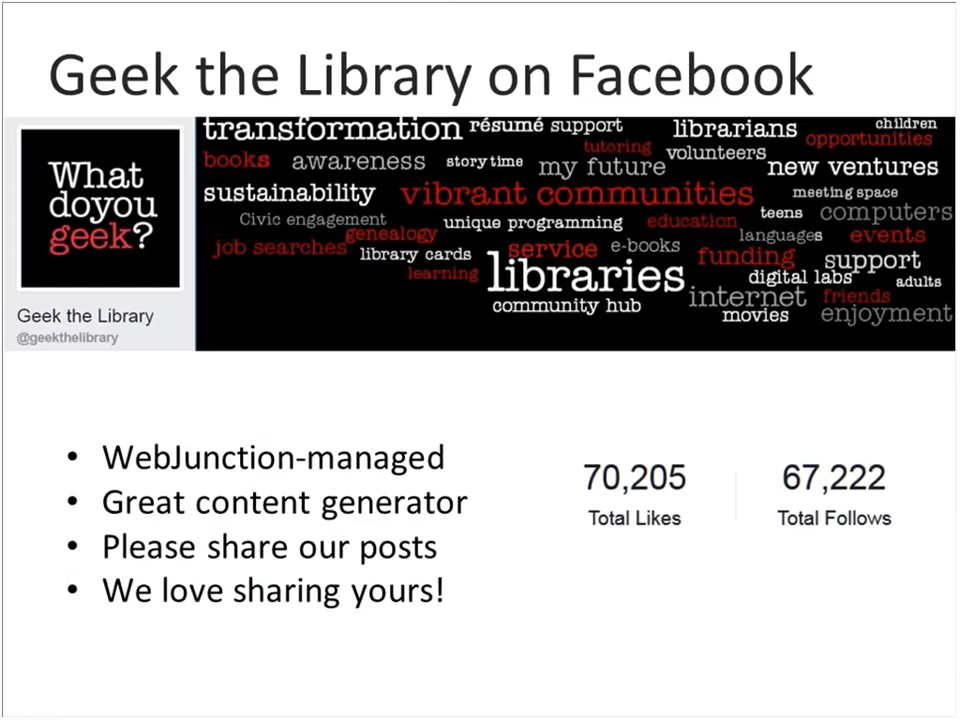 Geek the Library on Facebook
What
doyou
geek?
Geek the Library
@geekthelibrary
transformation résumé support librarians children
tutoring opportunities
books awareness storytime my future volunteers new ventures
sustainability vibrant communities meeting space
Civic engagement unique programming education teens computers
job searches genealogy service e-books languages events
library cards funding support
learning libraries digital labs adults
community hub internet friends
movies enjoyment
• WebJunction-managed
• Great content generator
• Please share our posts
• We love sharing yours!
70,205 67,222
Total Likes Total Follows